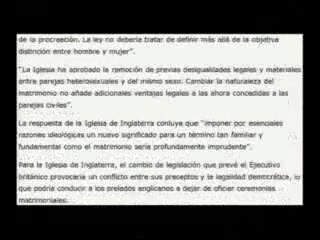 de la procreación. La ley no debería tratar de definir más allá de la objetiva
distinción entre hombre y mujer".
"La Iglesia ha aprobado la remoción de previas desigualdades legales y materiales
entre parejas heterosexuales y del mismo sexo. Cambiar la naturaleza del
matrimonio no añade adicionales ventajas legales a las ahora concedidas a las
parejas civiles".
La respuesta de la Iglesia de Inglaterra conluye que "imponer por esenciales
razones ideológicas un nuevo significado para un término tan familiar y
fundamental como el matrimonio sería profundamente imprudente".
Para la Iglesia de Inglaterra, el cambio de legislación que prevé el Ejecutivo
británico provocaría un conflicto entre sus preceptos y la legalidad democrática, lo
que podría conducir a los prelados anglicanos a dejar de oficiar ceremonias
matrimoniales.